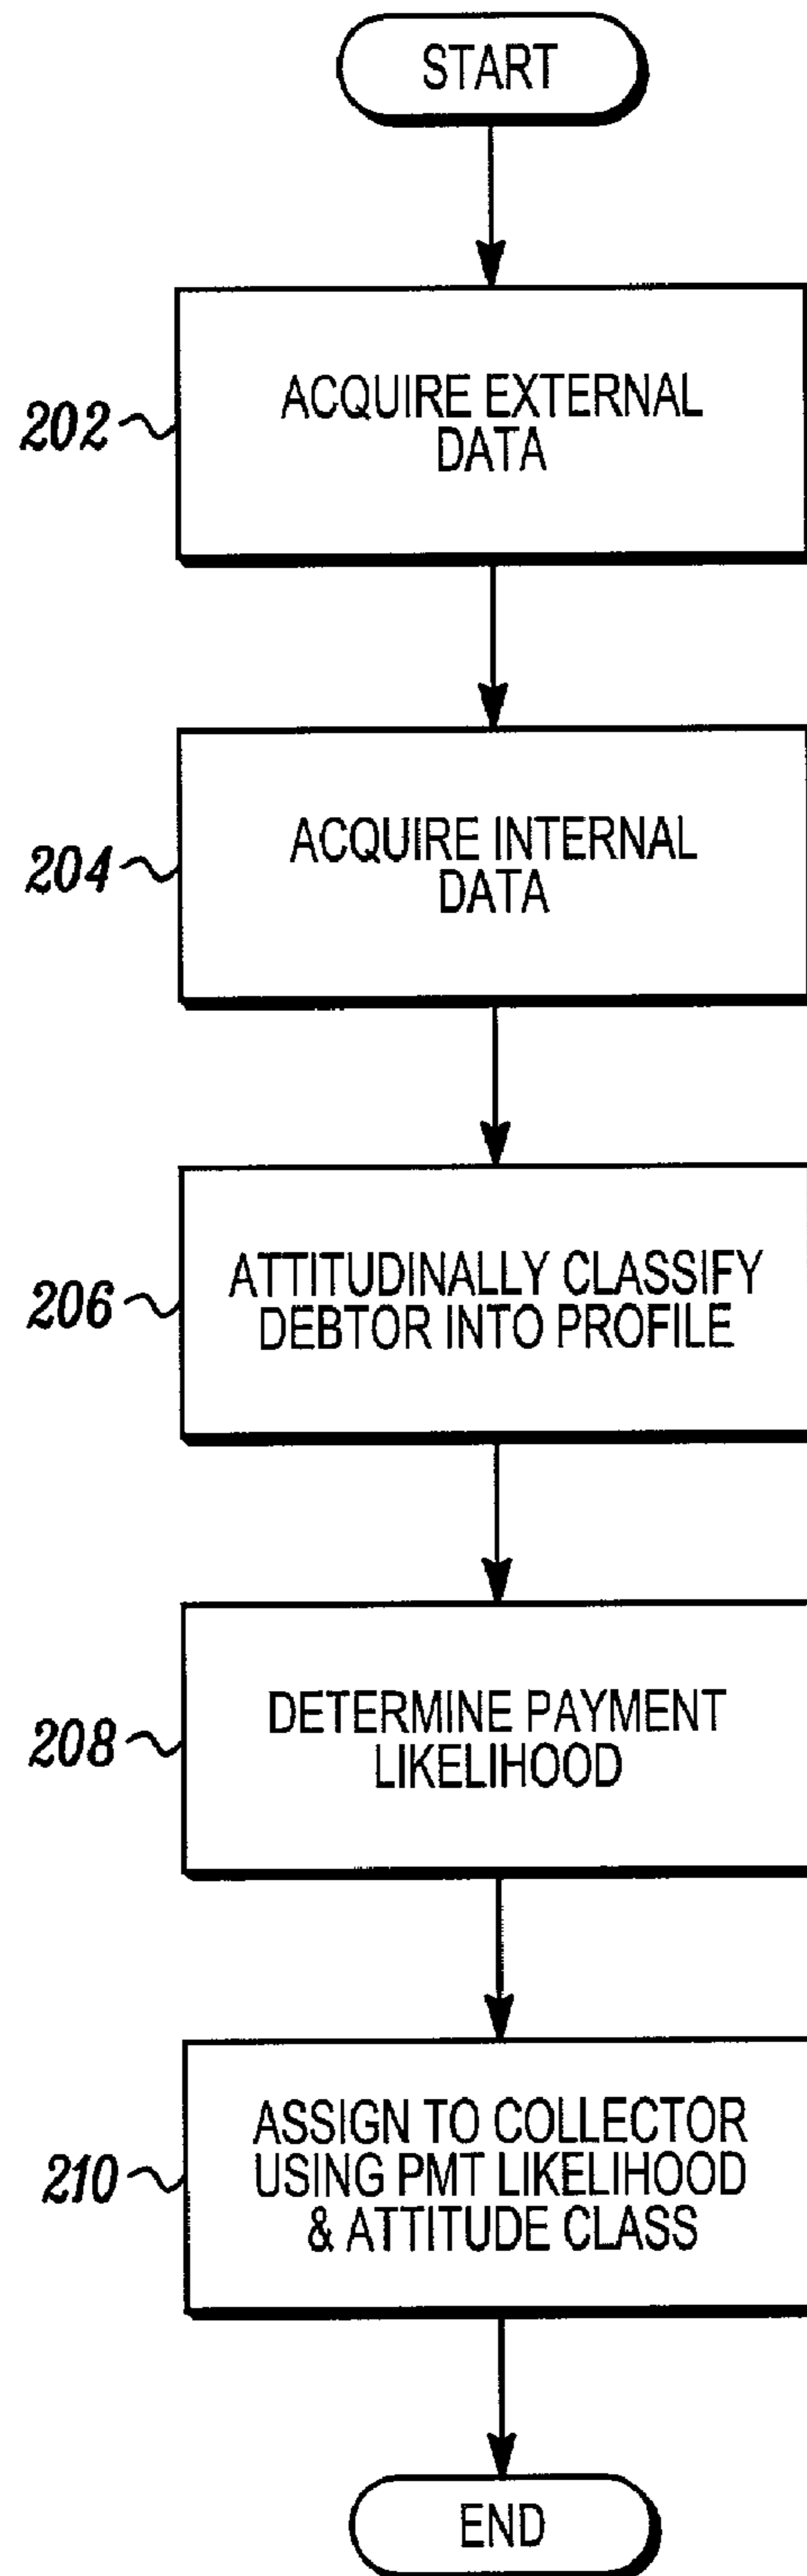 START
202
ACQUIRE EXTERNAL
DATA
204
ACQUIRE INTERNAL
DATA
206
ATTITUDINALLY CLASSIFY
DEBTOR INTO PROFILE
208
DETERMINE PAYMENT
LIKELIHOOD
210
ASSIGN TO COLLECTOR
USING PMT LIKELIHOOD
& ATTITUDE CLASS
END